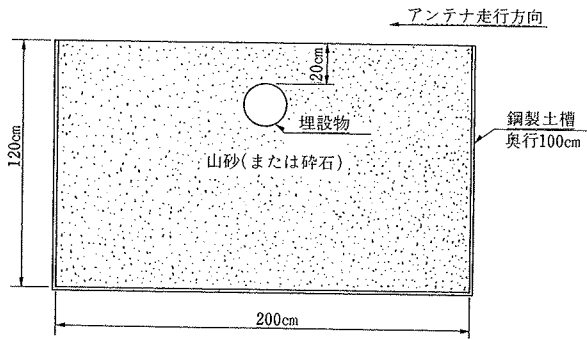 アンテナ走行方向
20cm
埋設物
120cm
山砂(または砕石)
鋼製土槽
奥行100cm
200cm